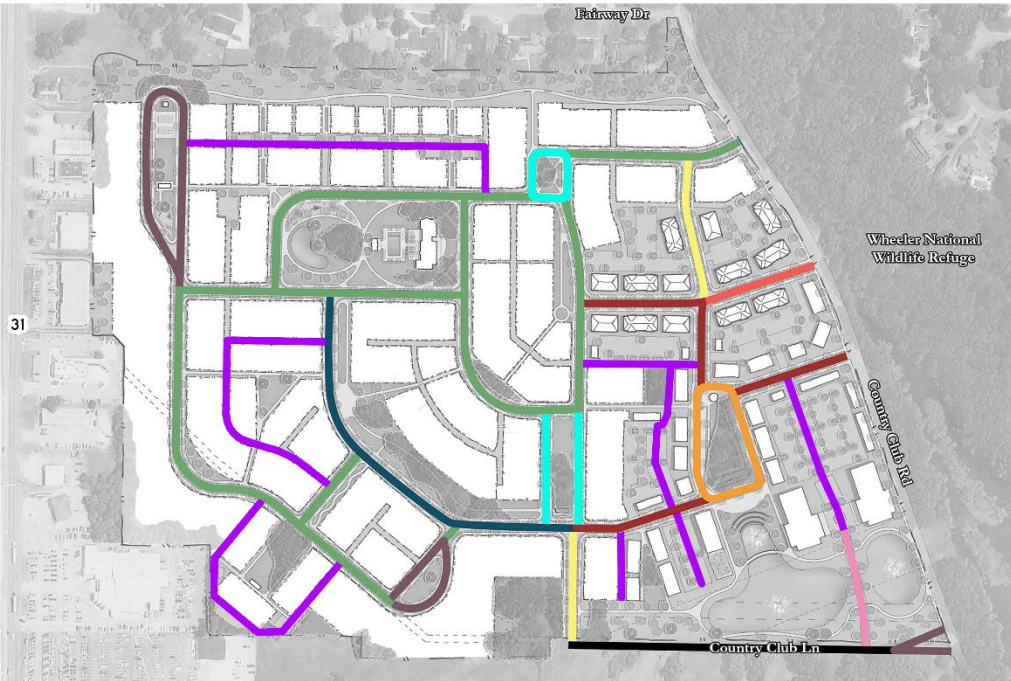 Fairway Dr
Wheeler National
Wildlife Refuge
31
Country Club Rd
Country Club Ln